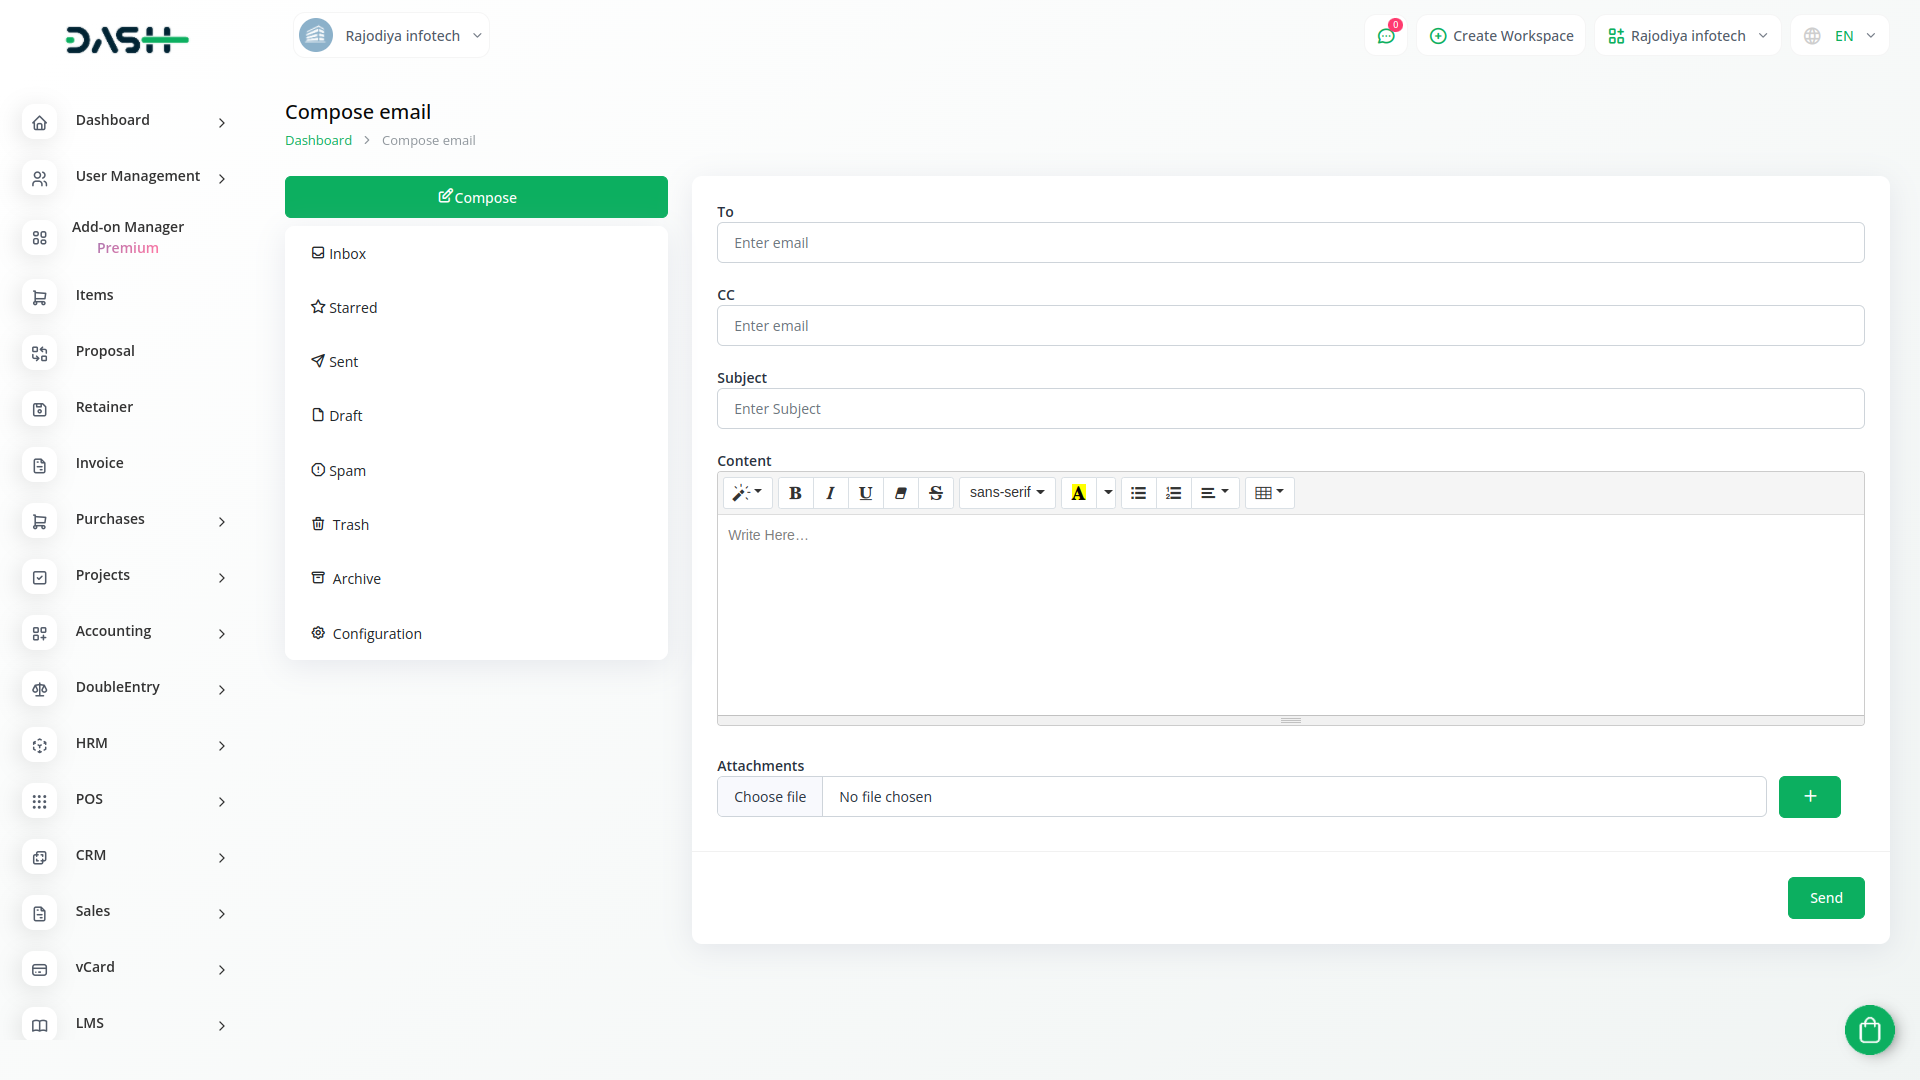 DASH
Rajodiya infotech
0
Create Workspace
Rajodiya infotech
EN
Dashboard
User Management
Add-on Manager
Premium
Items
Proposal
Retainer
Invoice
Purchases
Projects
Accounting
DoubleEntry
HRM
POS
CRM
Sales
vCard
LMS
Compose email
Dashboard > Compose email
Compose
Inbox
Starred
Sent
Draft
Spam
Trash
Archive
Configuration
To
Enter email
CC
Enter email
Subject
Enter Subject
Content
B I U S sans-serif A
Write Here...
Attachments
Choose file No file chosen +
Send